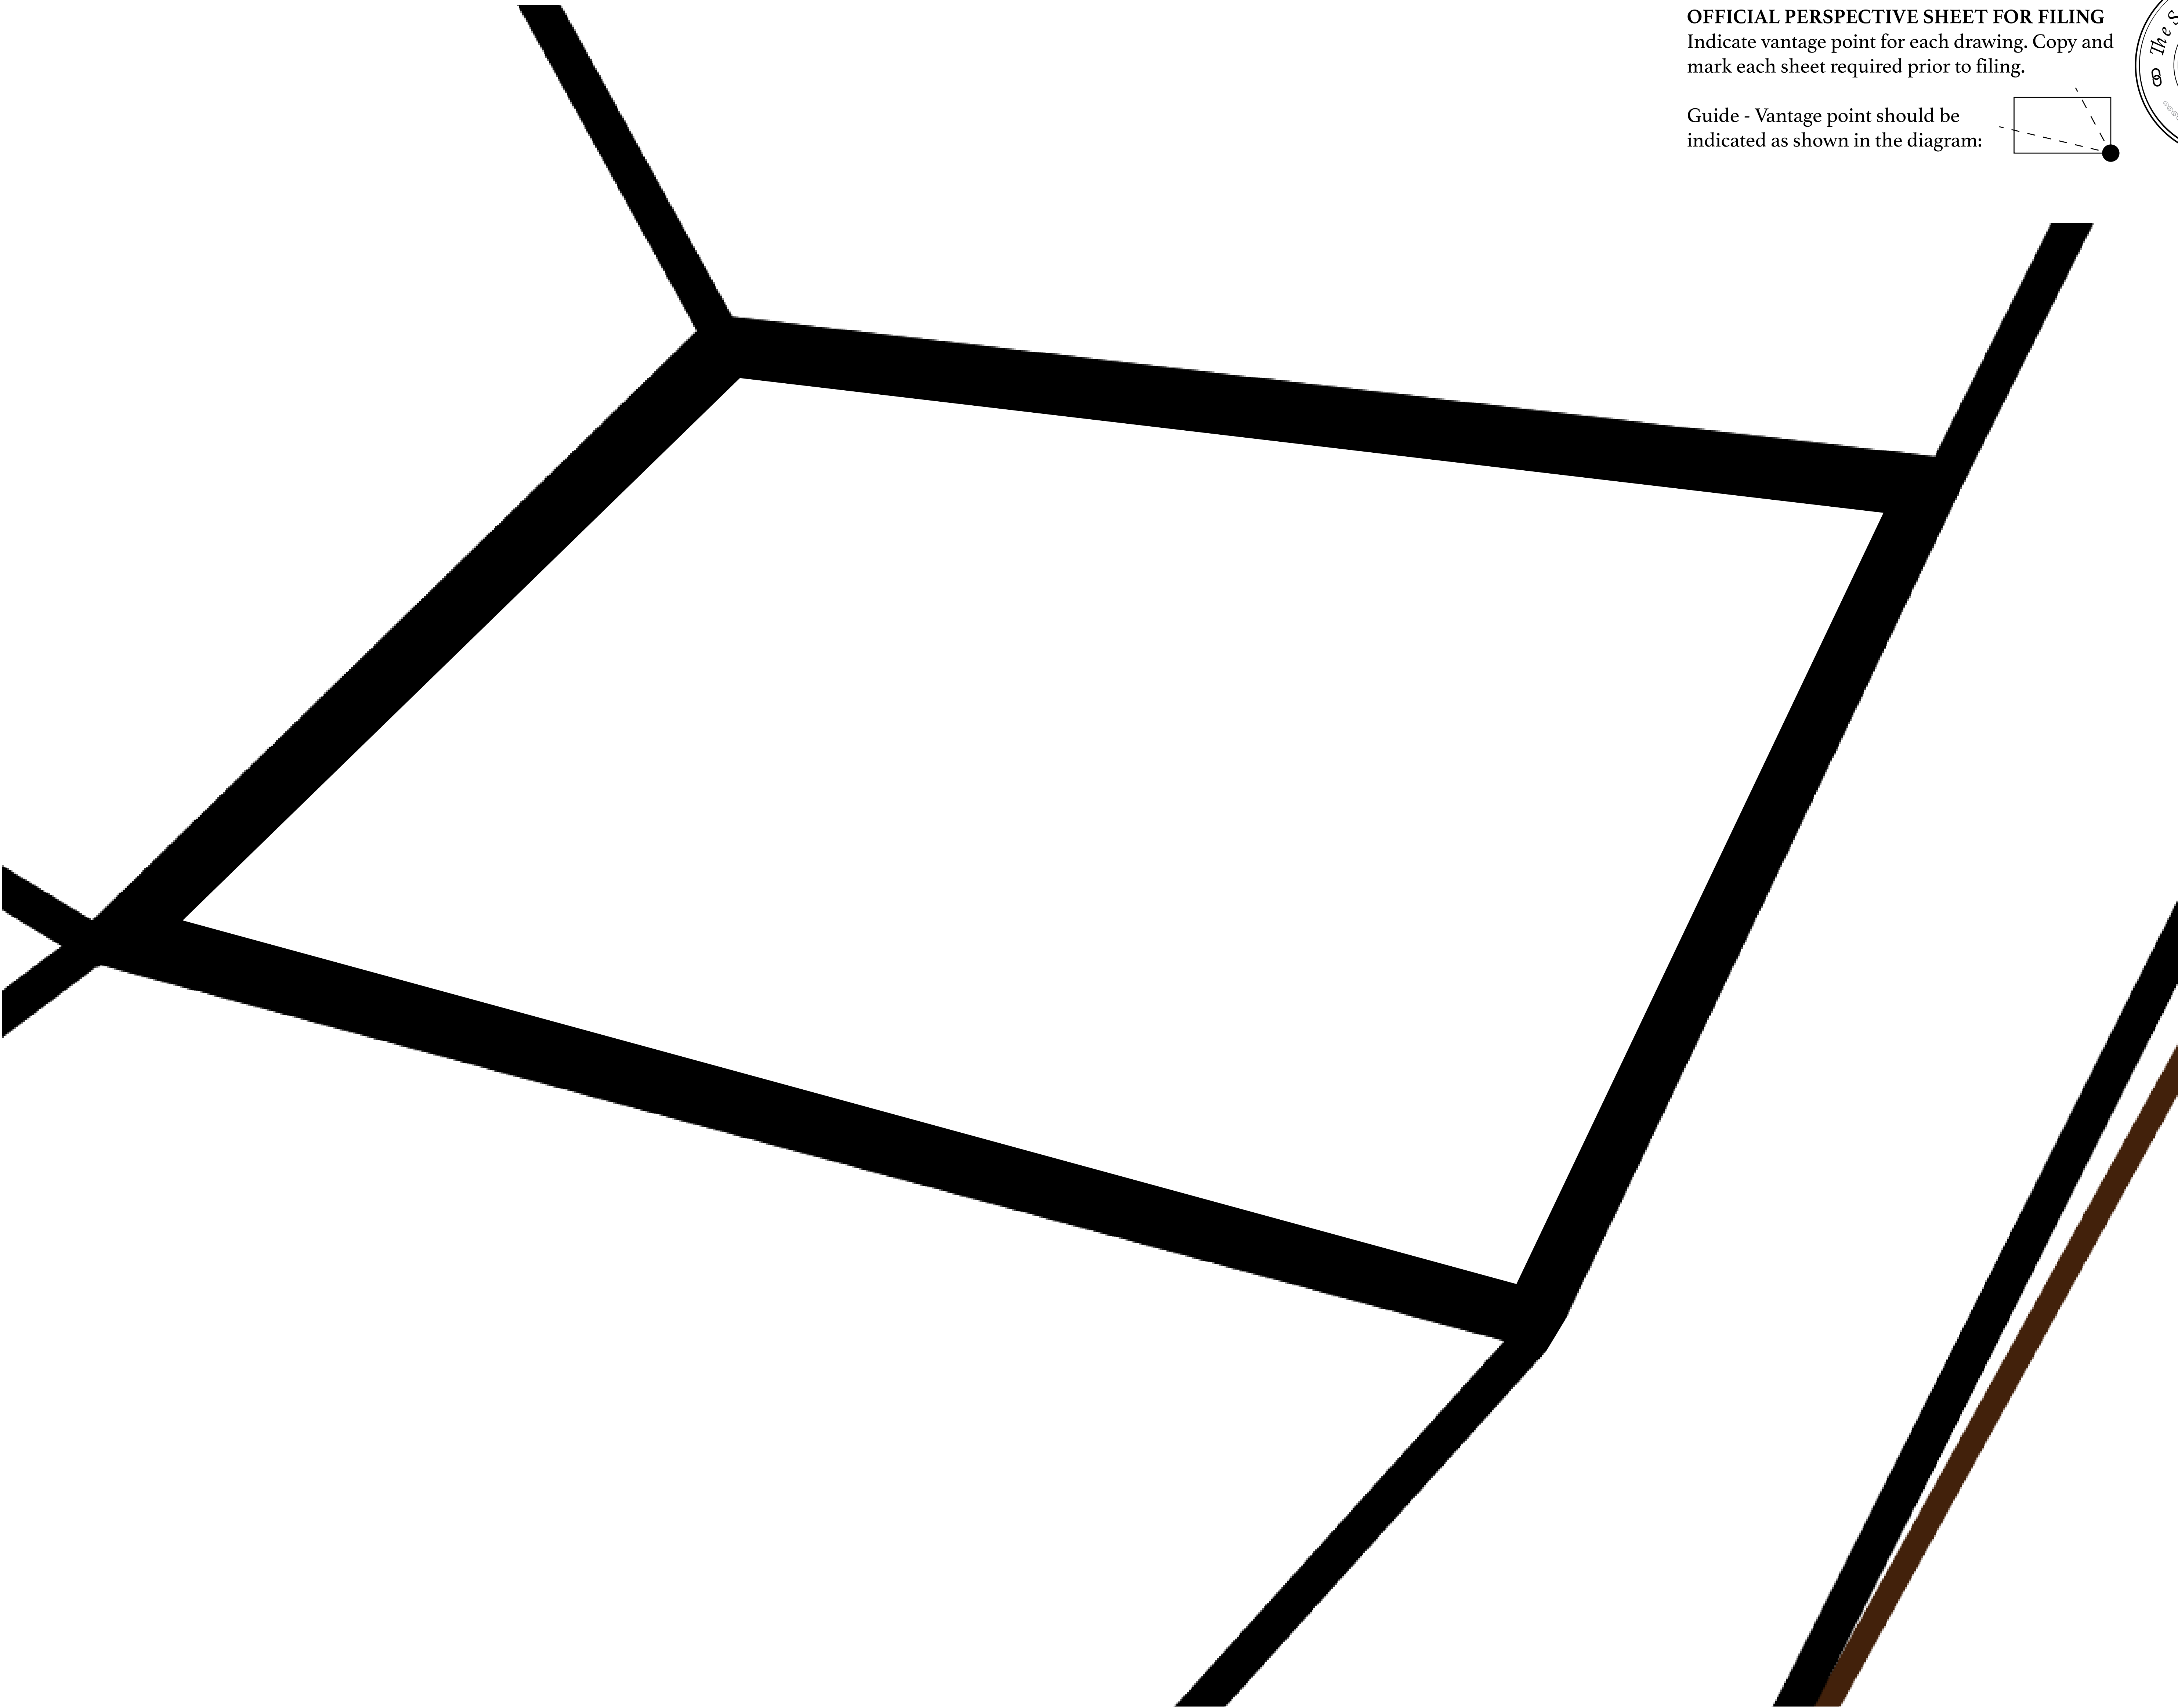 OFFICIAL PERSPECTIVE SHEET FOR FILING
Indicate vantage point for each drawing. Copy and
mark each sheet required prior to filing.
Guide - Vantage point should be
indicated as shown in the diagram:
The S